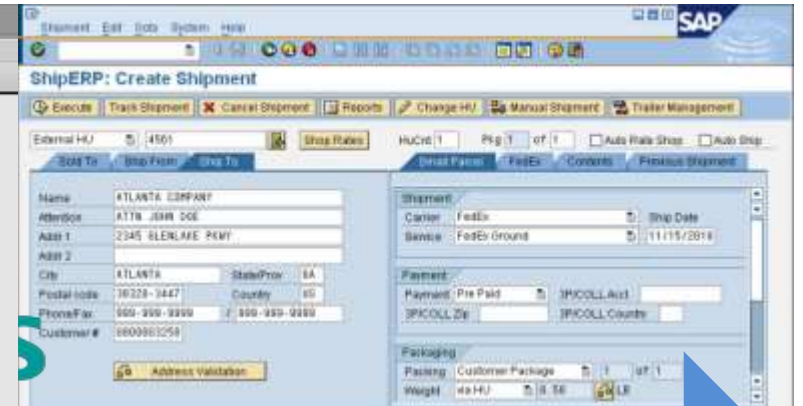 Shipment Edit Goto System Help
SAP
ShipERP: Create Shipment
Execute Track Shipment Cancel Shipment Reports Change HU Manual Shipment Trailer Management
External HU 4561 Shop Rates HuCnt 1 Pkg 1 of 1 Auto Rate Shop Auto Ship
Sold To Ship From Ship To
Small Parcel FedEx Contents Previous Shipment
Name ATLANTA COMPANY
Attention ATTN JOHN DOE
Addr 1 2345 GLENLAKE PKWY
Addr 2
City ATLANTA State/Prov GA
Postal code 30328-3447 Country US
Phone/Fax 999-999-9999 / 999-999-9999
Customer #
Address Validation
Shipment
Carrier FedEx Ship Date
Service FedEx Ground
Payment
Payment Pre Paid 3P/COLL Acct
3P/COLL Zip 3P/COLL Country
Packaging
Packing Customer Package 1 of 1
Weight via HU LB
S